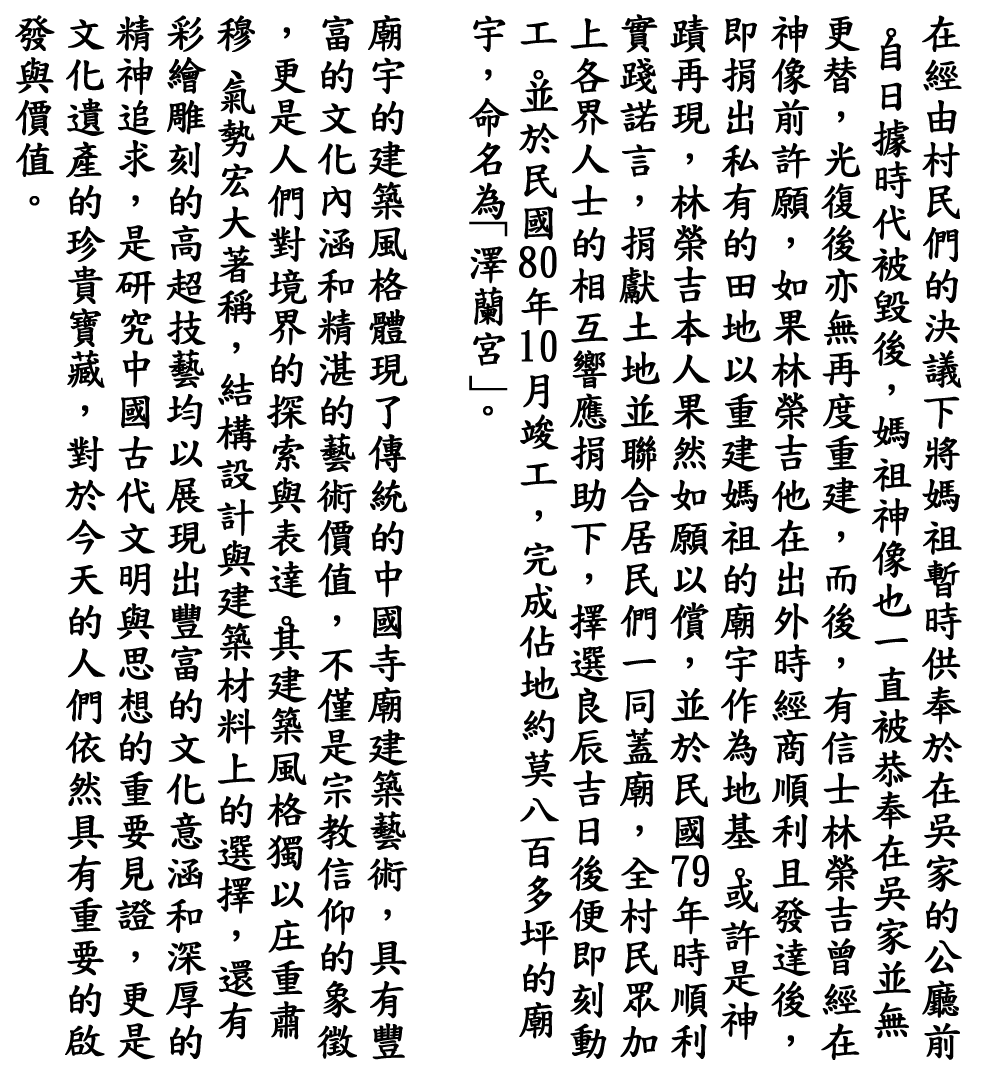 在經由村民們的決議下將媽祖暫時供奉於在吳家的公廳前
。自日據時代被毀後，媽祖神像也一直被恭奉在吳家並無
更替，光復後亦無再度重建，而後，有信士林榮吉曾經在
神像前許願，如果林榮吉他在出外時經商順利且發達後，
即捐出私有的田地以重建媽祖的廟宇作為地基。或許是神
蹟再現，林榮吉本人果然如願以償，並於民國79年時順利
實踐諾言，捐獻土地並聯合居民們一同蓋廟，全村民眾加
上各界人士的相互響應捐助下，擇選良辰吉日後便即刻動
工。並於民國80年10月竣工，完成佔地約莫八百多坪的廟
宇，命名為「澤蘭宮」。
廟宇的建築風格體現了傳統的中國寺廟建築藝術，具有豐
富的文化內涵和精湛的藝術價值，不僅是宗教信仰的象徵
，更是人們對境界的探索與表達。其建築風格獨以庄重肅
穆、氣勢宏大著稱，結構設計與建築材料上的選擇，還有
彩繪雕刻的高超技藝均以展現出豐富的文化意涵和深厚的
精神追求，是研究中國古代文明與思想的重要見證，更是
文化遺產的珍貴寶藏，對於今天的人們依然具有重要的啟
發與價值。